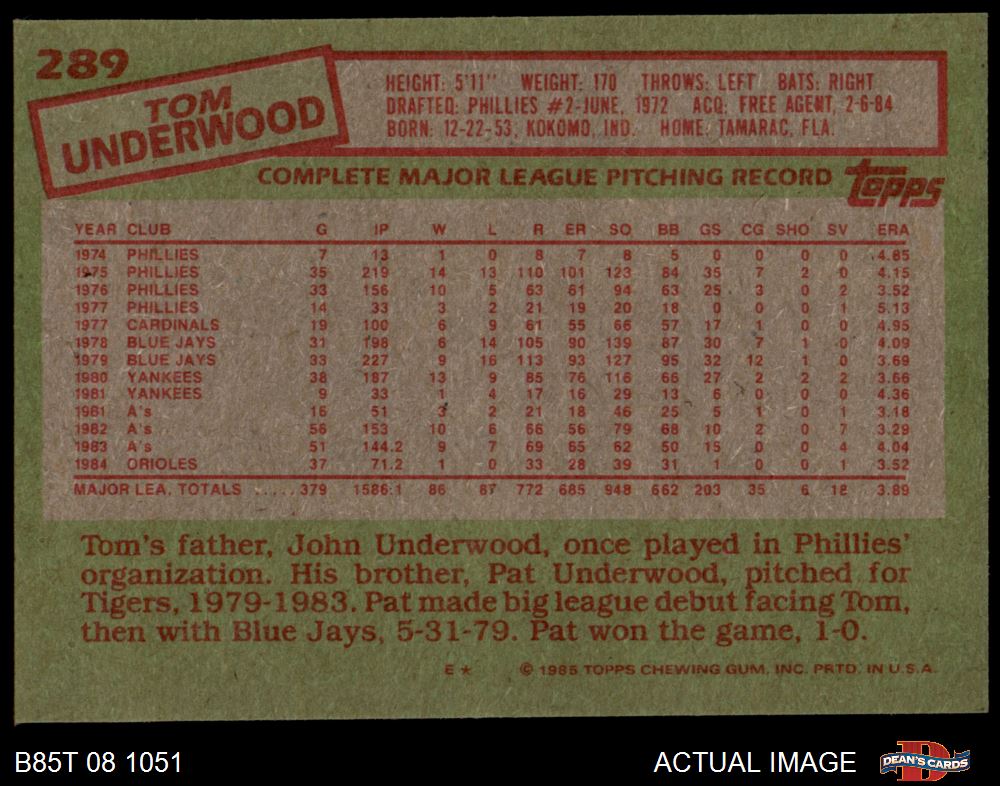 289
TOM
UNDERWOOD
HEIGHT: 5'11" WEIGHT: 170 THROWS: LEFT BATS: RIGHT
DRAFTED: PHILLIES #2-JUNE, 1972 ACQ: FREE AGENT, 2-6-84
BORN: 12-22-53, KOKOMO, IND. HOME: TAMARAC, FLA.
COMPLETE MAJOR LEAGUE PITCHING RECORD topps
YEAR CLUB G IP W L R ER SO BB GS CG SHO SV ERA
1974 PHILLIES 7 13 1 0 8 7 8 5 0 0 0 0 4.85
1975 PHILLIES 35 219 14 13 110 101 123 84 35 7 2 0 4.15
1976 PHILLIES 33 156 10 5 63 61 94 63 25 3 0 2 3.52
1977 PHILLIES 14 33 3 2 21 19 20 18 0 0 0 1 5.13
1977 CARDINALS 19 100 6 9 61 55 66 57 17 1 0 0 4.95
1978 BLUE JAYS 31 198 6 14 105 90 139 87 30 7 1 0 4.09
1979 BLUE JAYS 33 227 9 16 113 93 127 95 32 12 1 0 3.69
1980 YANKEES 38 187 13 9 85 76 116 66 27 2 2 2 3.66
1981 YANKEES 9 33 1 4 17 16 29 13 6 0 0 0 4.36
1981 A's 16 51 3 2 21 18 46 25 5 1 0 1 3.18
1982 A's 56 153 10 6 66 56 79 68 10 2 0 7 3.29
1983 A's 51 144.2 9 7 69 65 62 50 15 0 0 4 4.04
1984 ORIOLES 37 71.2 1 0 33 28 39 31 1 0 0 1 3.52
MAJOR LEA. TOTALS ..... 379 1586.1 86 87 772 685 948 662 203 35 6 18 3.89
Tom's father, John Underwood, once played in Phillies'
organization. His brother, Pat Underwood, pitched for
Tigers, 1979-1983. Pat made big league debut facing Tom,
then with Blue Jays, 5-31-79. Pat won the game, 1-0.
E* © 1985 TOPPS CHEWING GUM, INC. PRTD. IN U.S.A.
B85T 08 1051 ACTUAL IMAGE DEAN'S CARDS